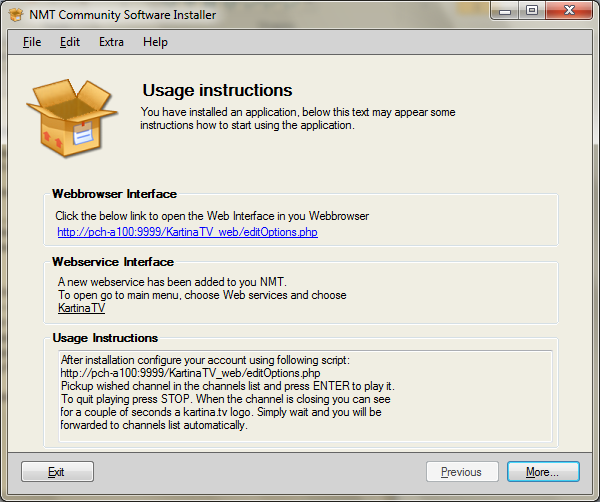 NMT Community Software Installer
File Edit Extra Help
Usage instructions
You have installed an application, below this text may appear some
instructions how to start using the application.
Webbrowser Interface
Click the below link to open the Web Interface in you Webbrowser
http://pch-a100:9999/KartinaTV_web/editOptions.php
Webservice Interface
A new webservice has been added to you NMT.
To open go to main menu, choose Web services and choose
KartinaTV
Usage Instructions
After installation configure your account using following script:
http://pch-a100:9999/KartinaTV_web/editOptions.php
Pickup wished channel in the channels list and press ENTER to play it.
To quit playing press STOP. When the channel is closing you can see
for a couple of seconds a kartina.tv logo. Simply wait and you will be
forwarded to channels list automatically.
Exit Previous More...